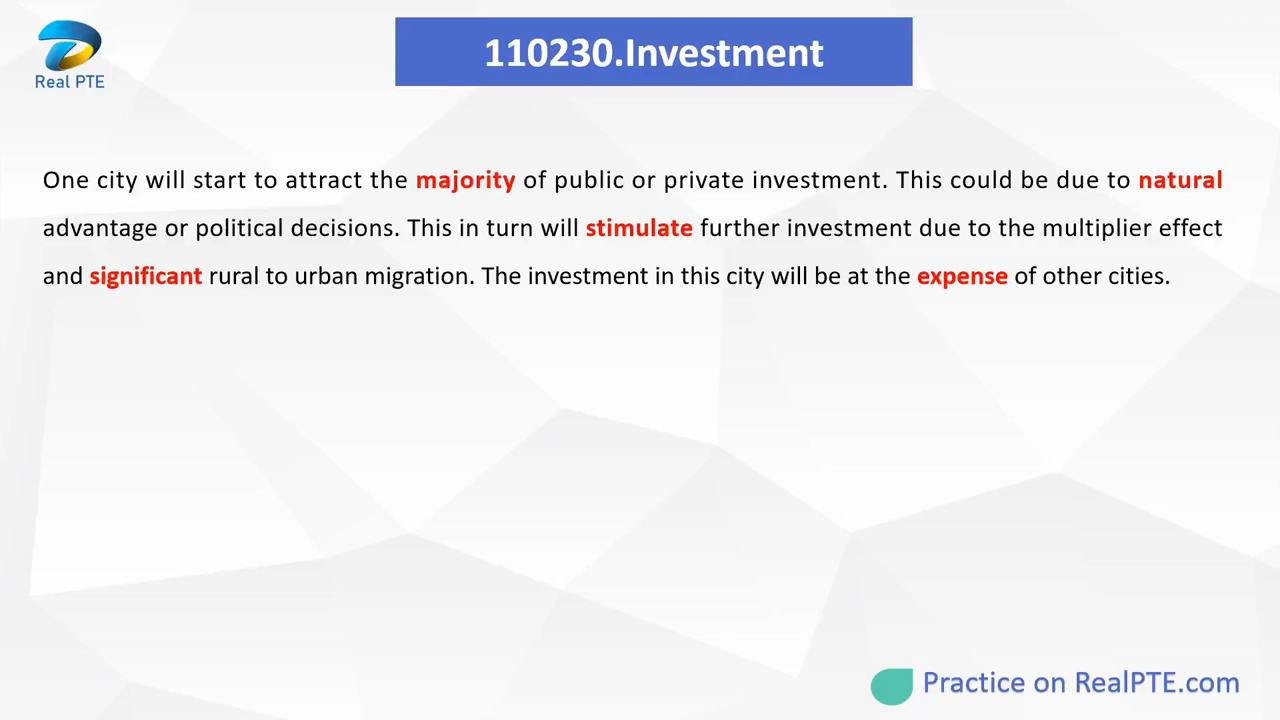 Real PTE
110230.Investment
One city will start to attract the majority of public or private investment. This could be due to natural
advantage or political decisions. This in turn will stimulate further investment due to the multiplier effect
and significant rural to urban migration. The investment in this city will be at the expense of other cities.
Practice on RealPTE.com